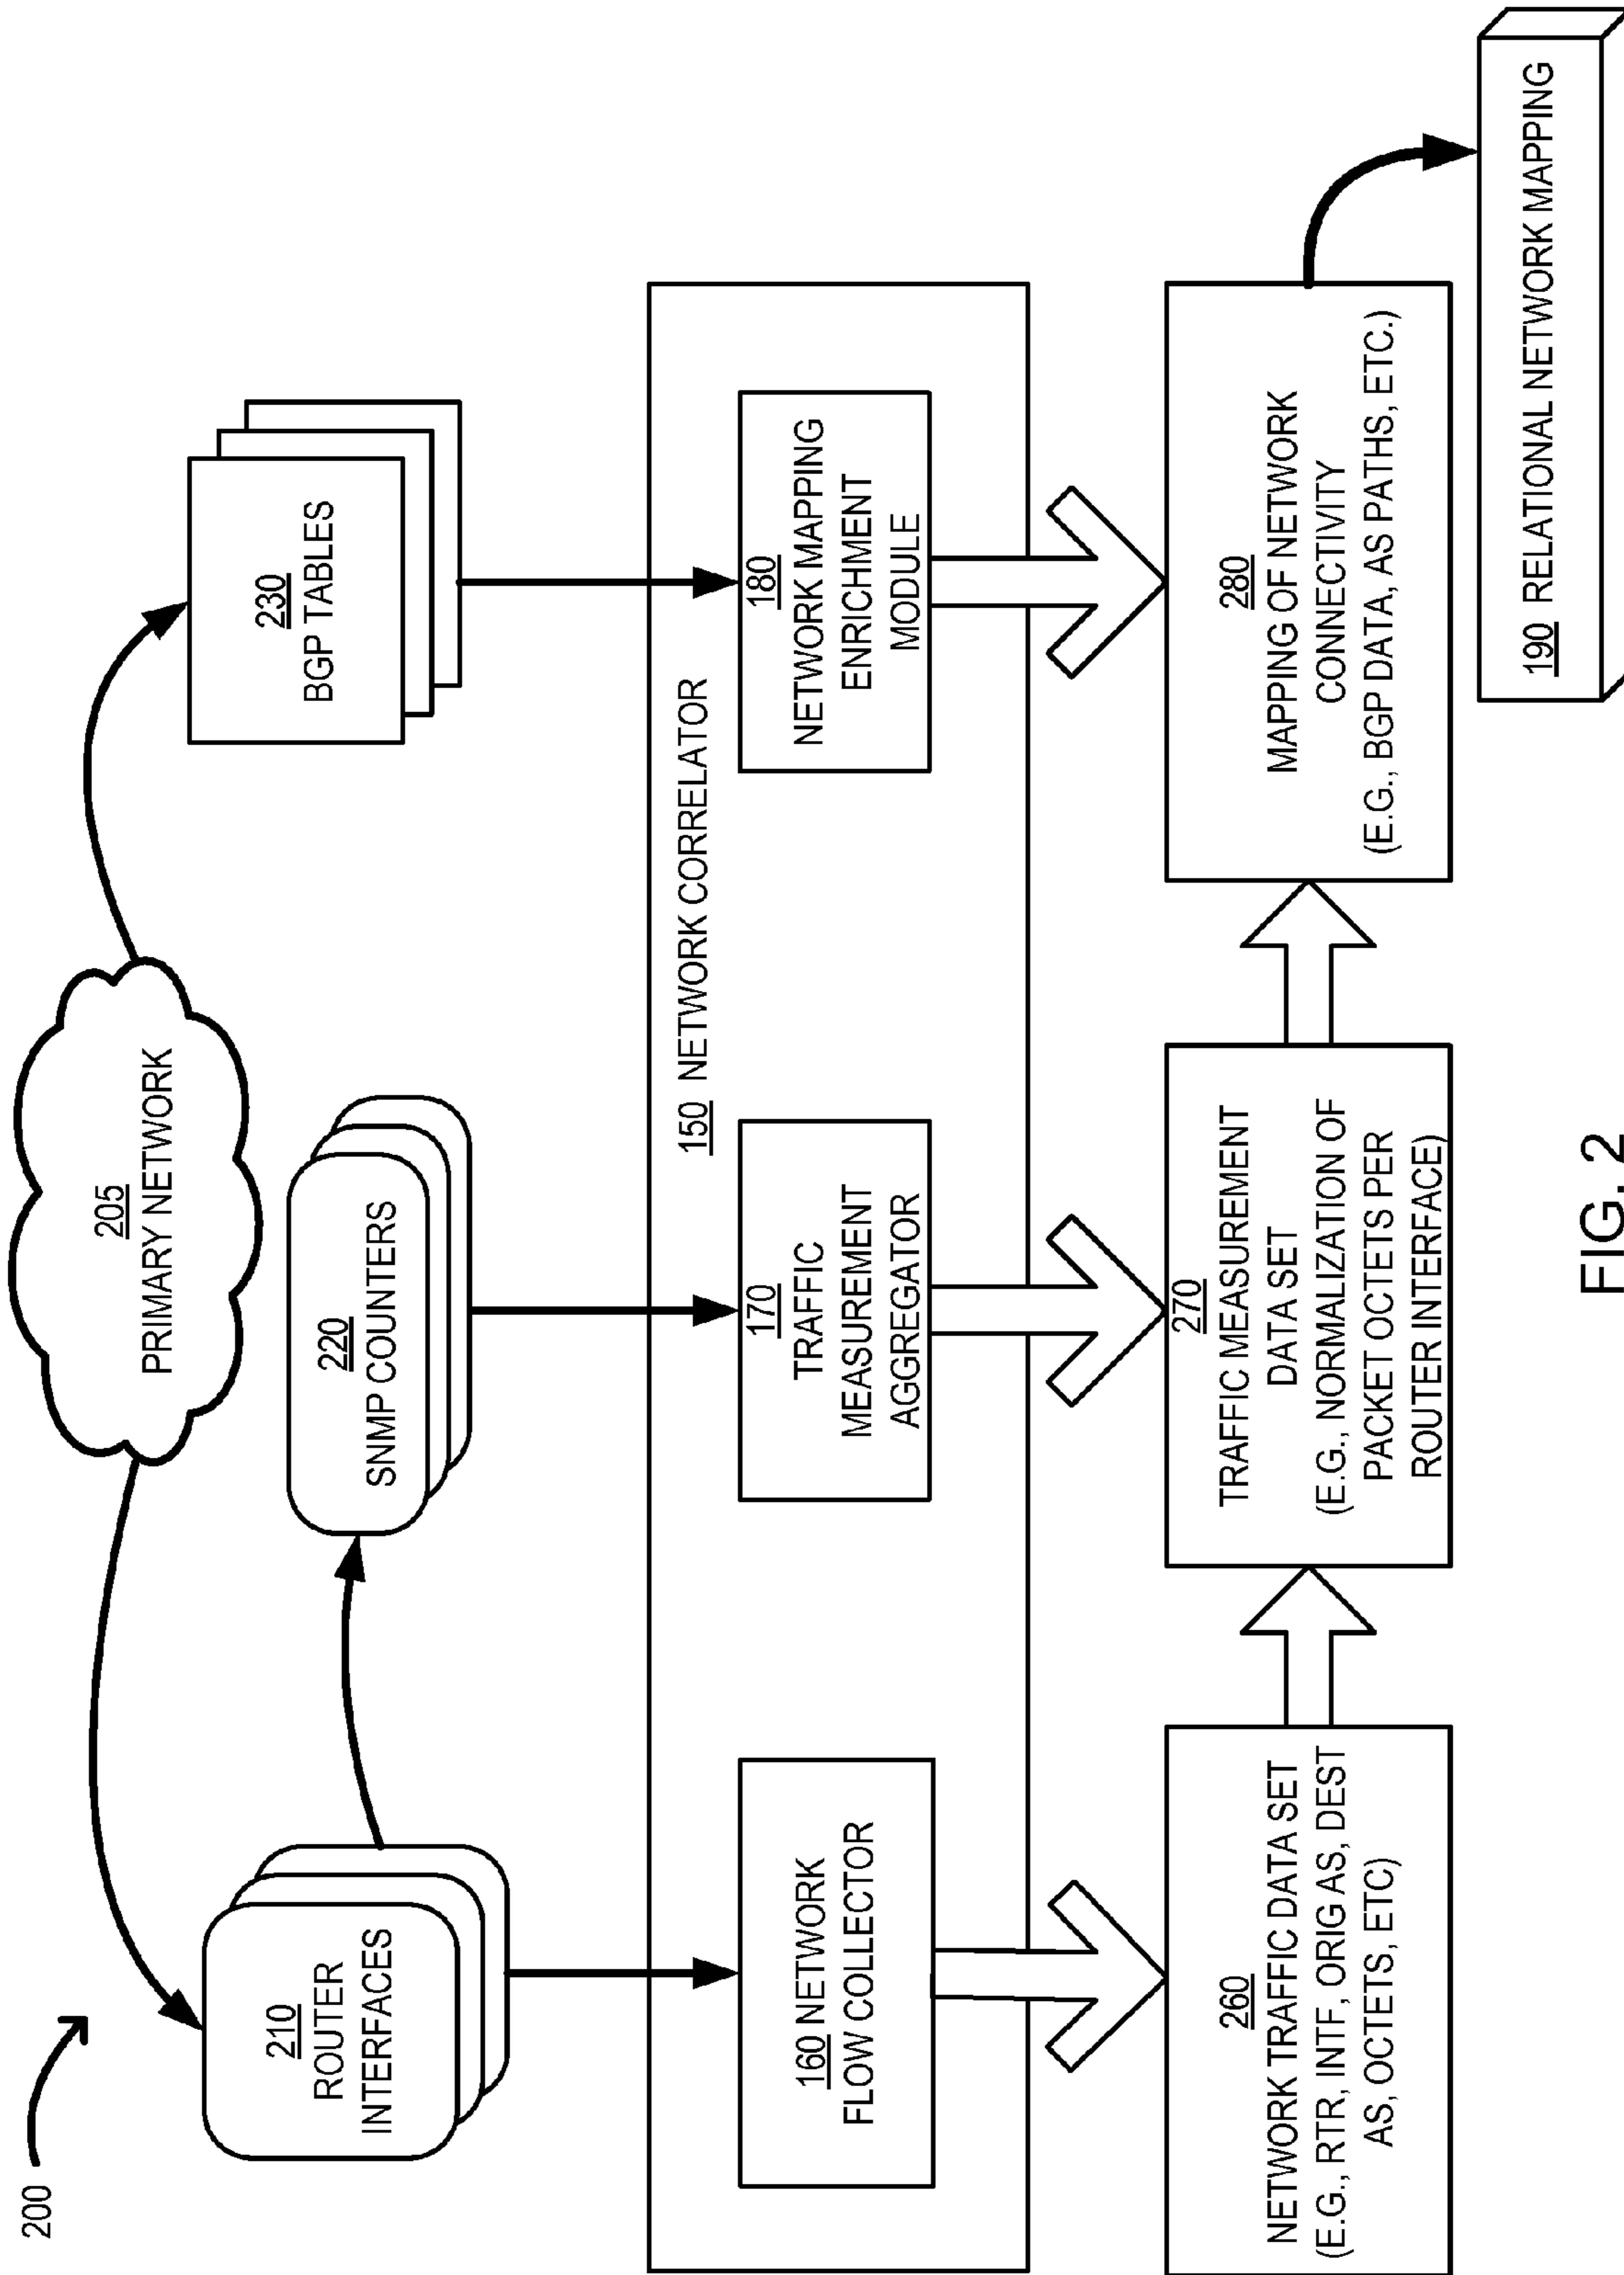 200
205
PRIMARY NETWORK
210
ROUTER
INTERFACES
220
SNMP COUNTERS
230
BGP TABLES
150 NETWORK CORRELATOR
160 NETWORK
FLOW COLLECTOR
170
TRAFFIC
MEASUREMENT
AGGREGATOR
180
NETWORK MAPPING
ENRICHMENT
MODULE
260
NETWORK TRAFFIC DATA SET
(E.G., RTR, INTF, ORIG AS, DEST
AS, OCTETS, ETC)
270
TRAFFIC MEASUREMENT
DATA SET
(E.G., NORMALIZATION OF
PACKET OCTETS PER
ROUTER INTERFACE)
280
MAPPING OF NETWORK
CONNECTIVITY
(E.G., BGP DATA, AS PATHS, ETC.)
190 RELATIONAL NETWORK MAPPING
FIG. 2